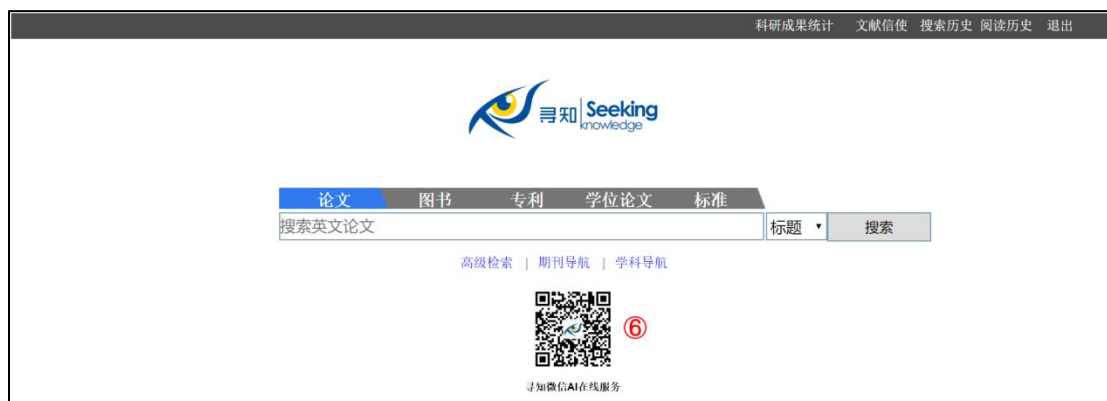 科研成果统计 文献信使 搜索历史 阅读历史 退出
寻知 Seeking
knowledge
论文 图书 专利 学位论文 标准
搜索英文论文 标题 搜索
高级检索 | 期刊导航 | 学科导航
⑥
寻知微信AI在线服务